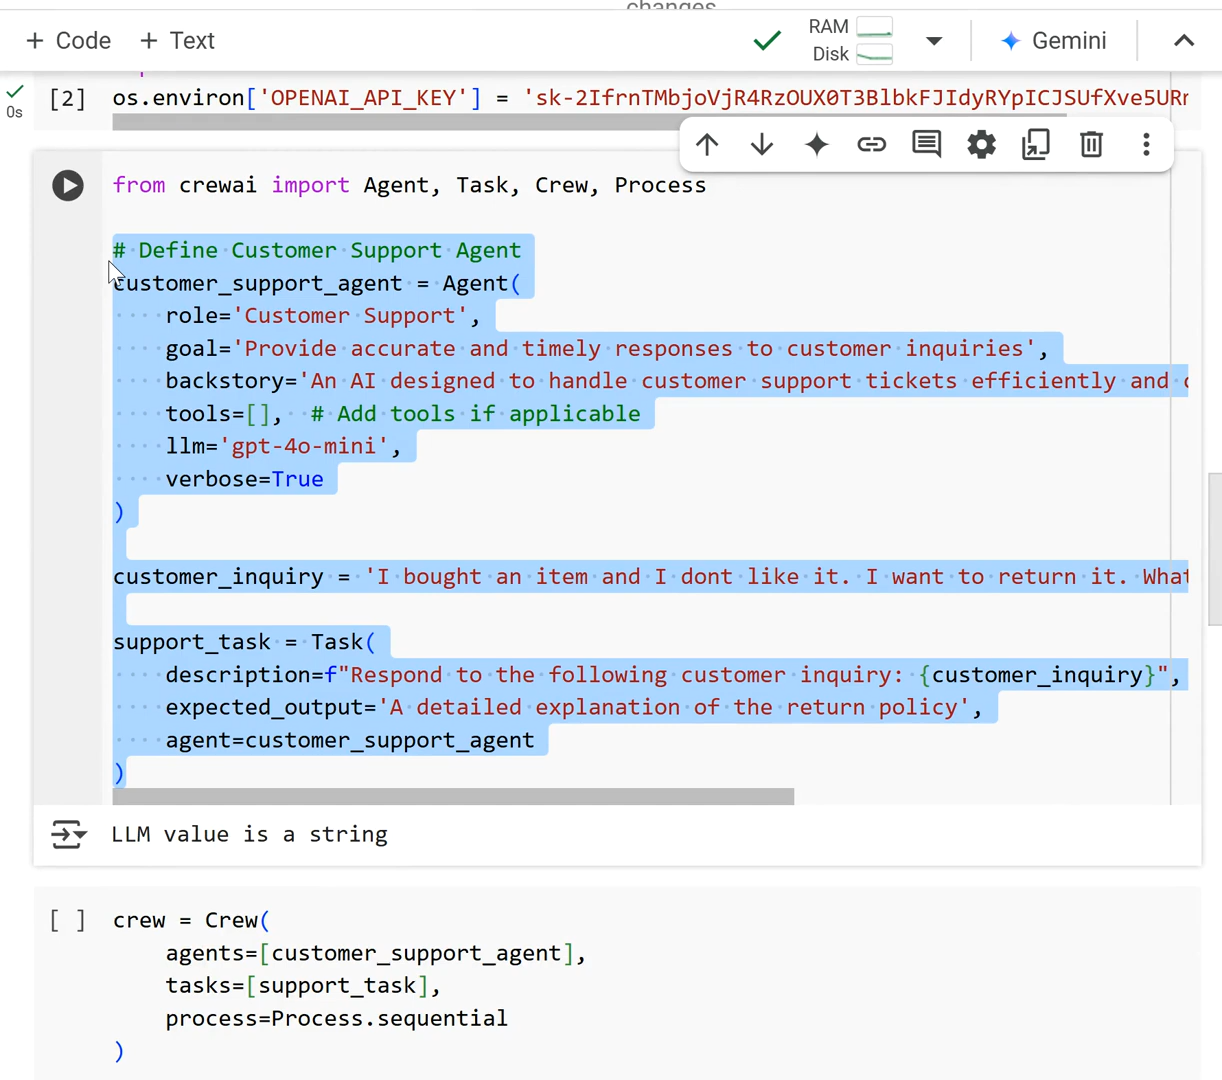 changes
+ Code + Text
RAM
Disk
Gemini
0s
[2] os.environ['OPENAI_API_KEY'] =
from crewai import Agent, Task, Crew, Process
# Define Customer Support Agent
customer_support_agent = Agent(
role='Customer Support',
goal='Provide accurate and timely responses to customer inquiries',
backstory='An AI designed to handle customer support tickets efficiently and
tools=[], # Add tools if applicable
llm='gpt-4o-mini',
verbose=True
)
customer_inquiry = 'I bought an item and I dont like it. I want to return it. What
support_task = Task(
description=f"Respond to the following customer inquiry: {customer_inquiry}",
expected_output='A detailed explanation of the return policy',
agent=customer_support_agent
)
LLM value is a string
[ ] crew = Crew(
agents=[customer_support_agent],
tasks=[support_task],
process=Process.sequential
)